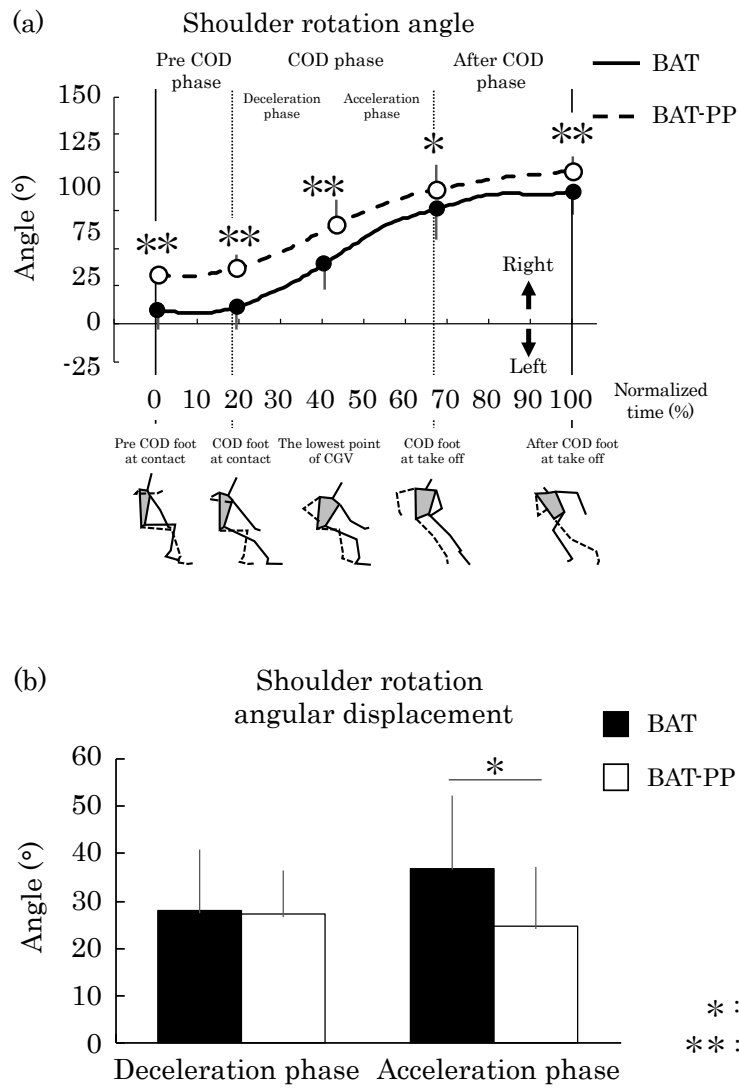 (a)
Shoulder rotation angle
Pre COD
phase
COD phase
After COD
phase
Deceleration
phase
Acceleration
phase
BAT
BAT-PP
Angle (°)
150
125
100
75
25
0
-25
**
**
**
*
**
Right
Left
0 10 20 30 40 50 60 70 80 90 100
Normalized
time (%)
Pre COD foot
at contact
COD foot
at contact
The lowest point
of CGV
COD foot
at take off
After COD foot
at take off
(b)
Shoulder rotation
angular displacement
BAT
BAT-PP
Angle (°)
60
50
40
30
20
10
0
*
Deceleration phase
Acceleration phase
* :
** :